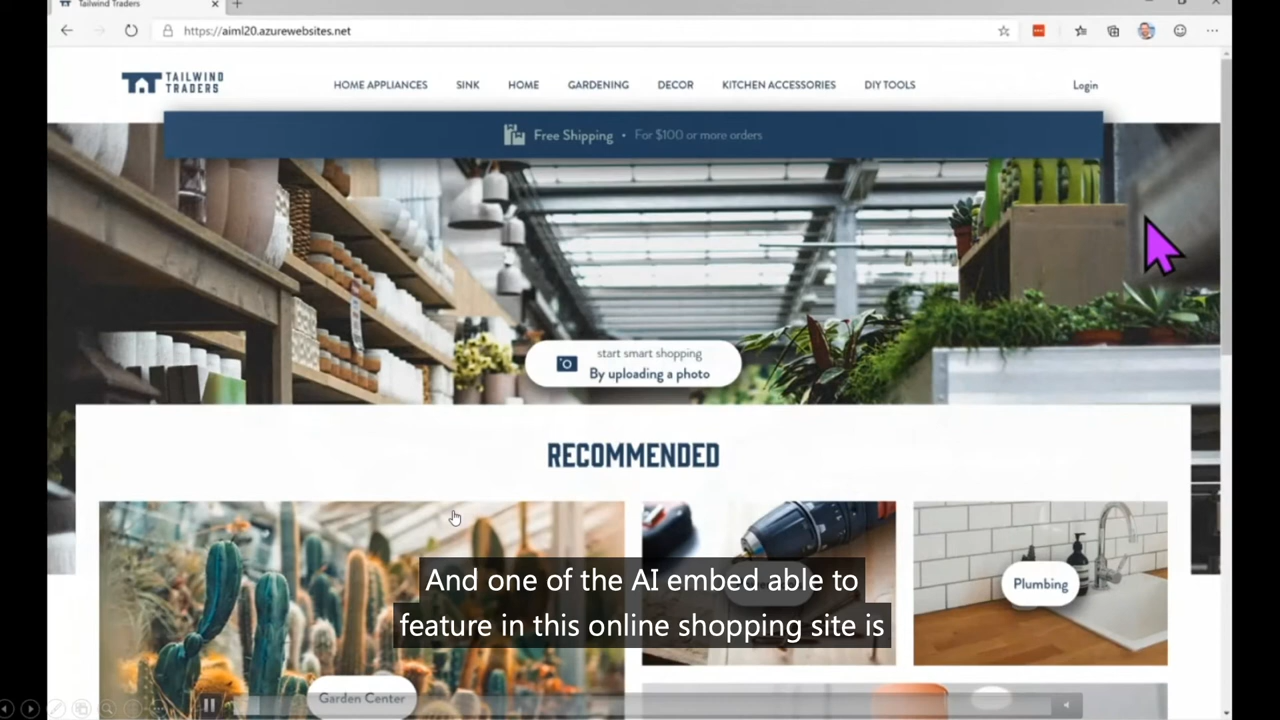 Tailwind Traders
https://aiml20.azurewebsites.net
TAILWIND
TRADERS
HOME APPLIANCES SINK HOME GARDENING DECOR KITCHEN ACCESSORIES DIY TOOLS Login
Free Shipping • For $100 or more orders
start smart shopping
By uploading a photo
RECOMMENDED
Plumbing
And one of the AI embed able to
feature in this online shopping site is
Garden Center